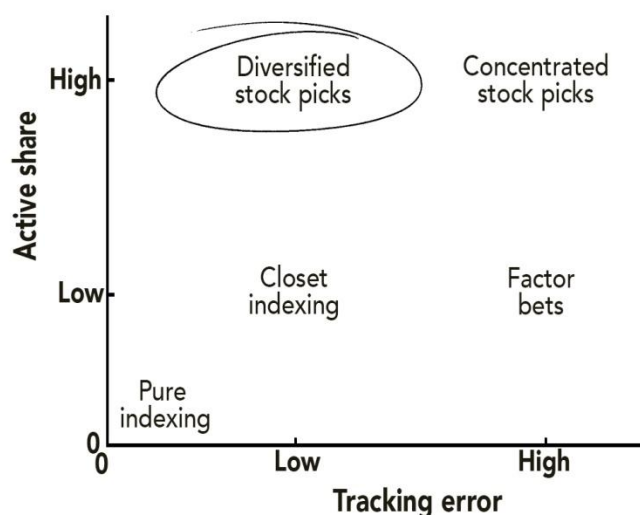 Active share
High
Diversified
stock picks
Concentrated
stock picks
Low
Closet
indexing
Factor
bets
Pure
indexing
0
0
Low
High
Tracking error